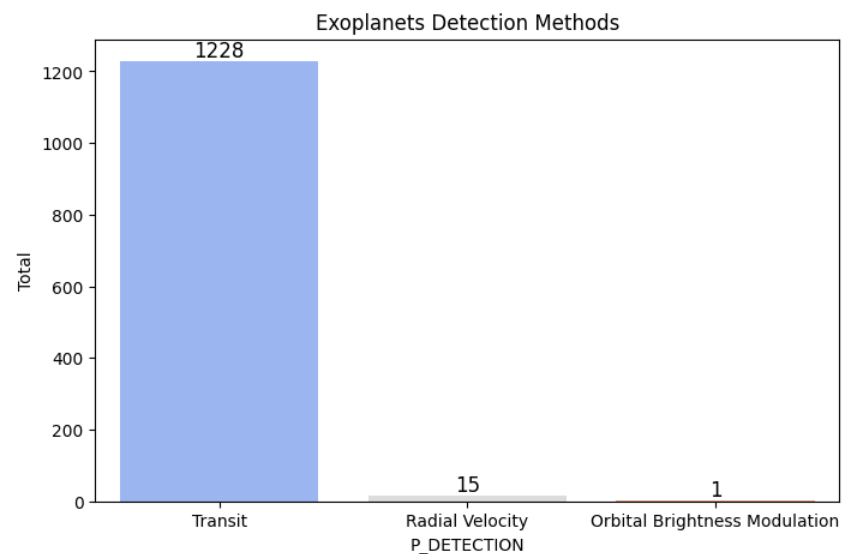 Exoplanets Detection Methods
1228
1200
1000
800
600
400
200
0
Total
15
1
Transit
Radial Velocity
Orbital Brightness Modulation
P_DETECTION